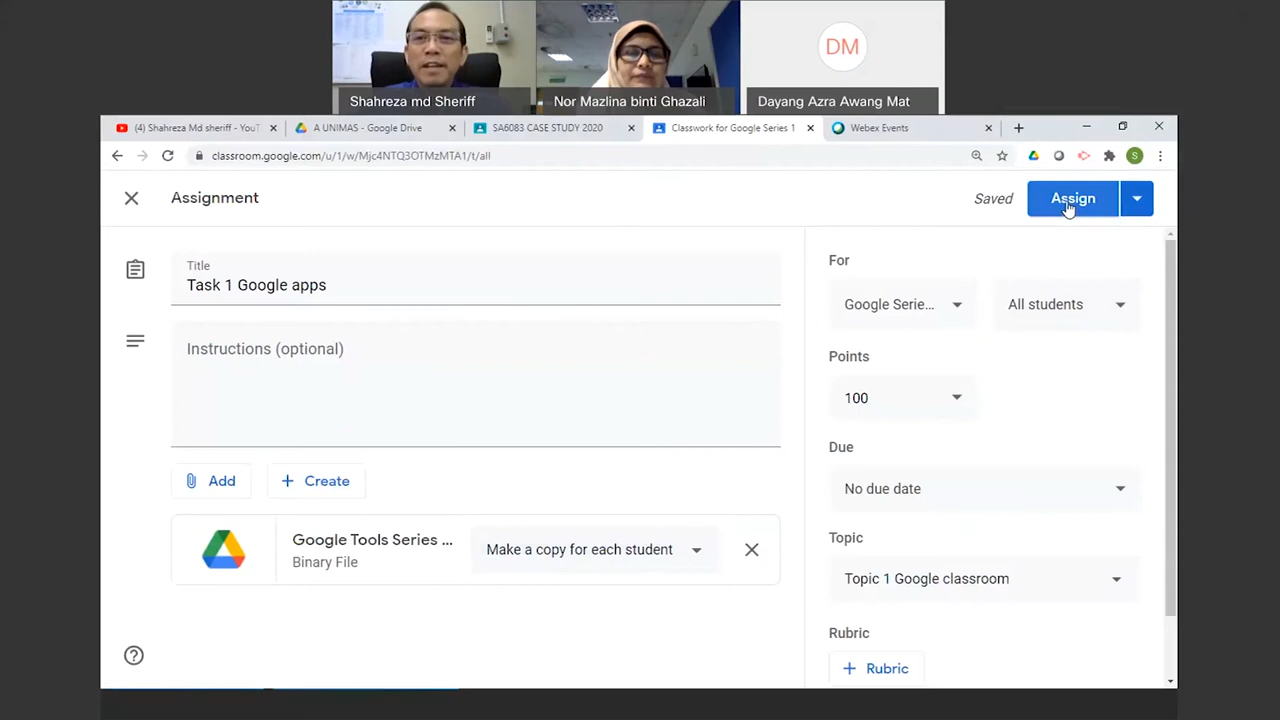 DM
Shahreza md Sheriff
Nor Mazlina binti Ghazali
Dayang Azra Awang Mat
(4) Shahreza Md sheriff - YouT
A UNIMAS - Google Drive
SA6083 CASE STUDY 2020
Classwork for Google Series 1
Webex Events
classroom.google.com/u/1/w/Mjc4NTQ3OTMzMTA1/t/all
S
Assignment
Saved
Assign
Title
Task 1 Google apps
Instructions (optional)
Add
Create
Google Tools Series ...
Binary File
Make a copy for each student
For
Google Serie...
All students
Points
100
Due
No due date
Topic
Topic 1 Google classroom
Rubric
Rubric